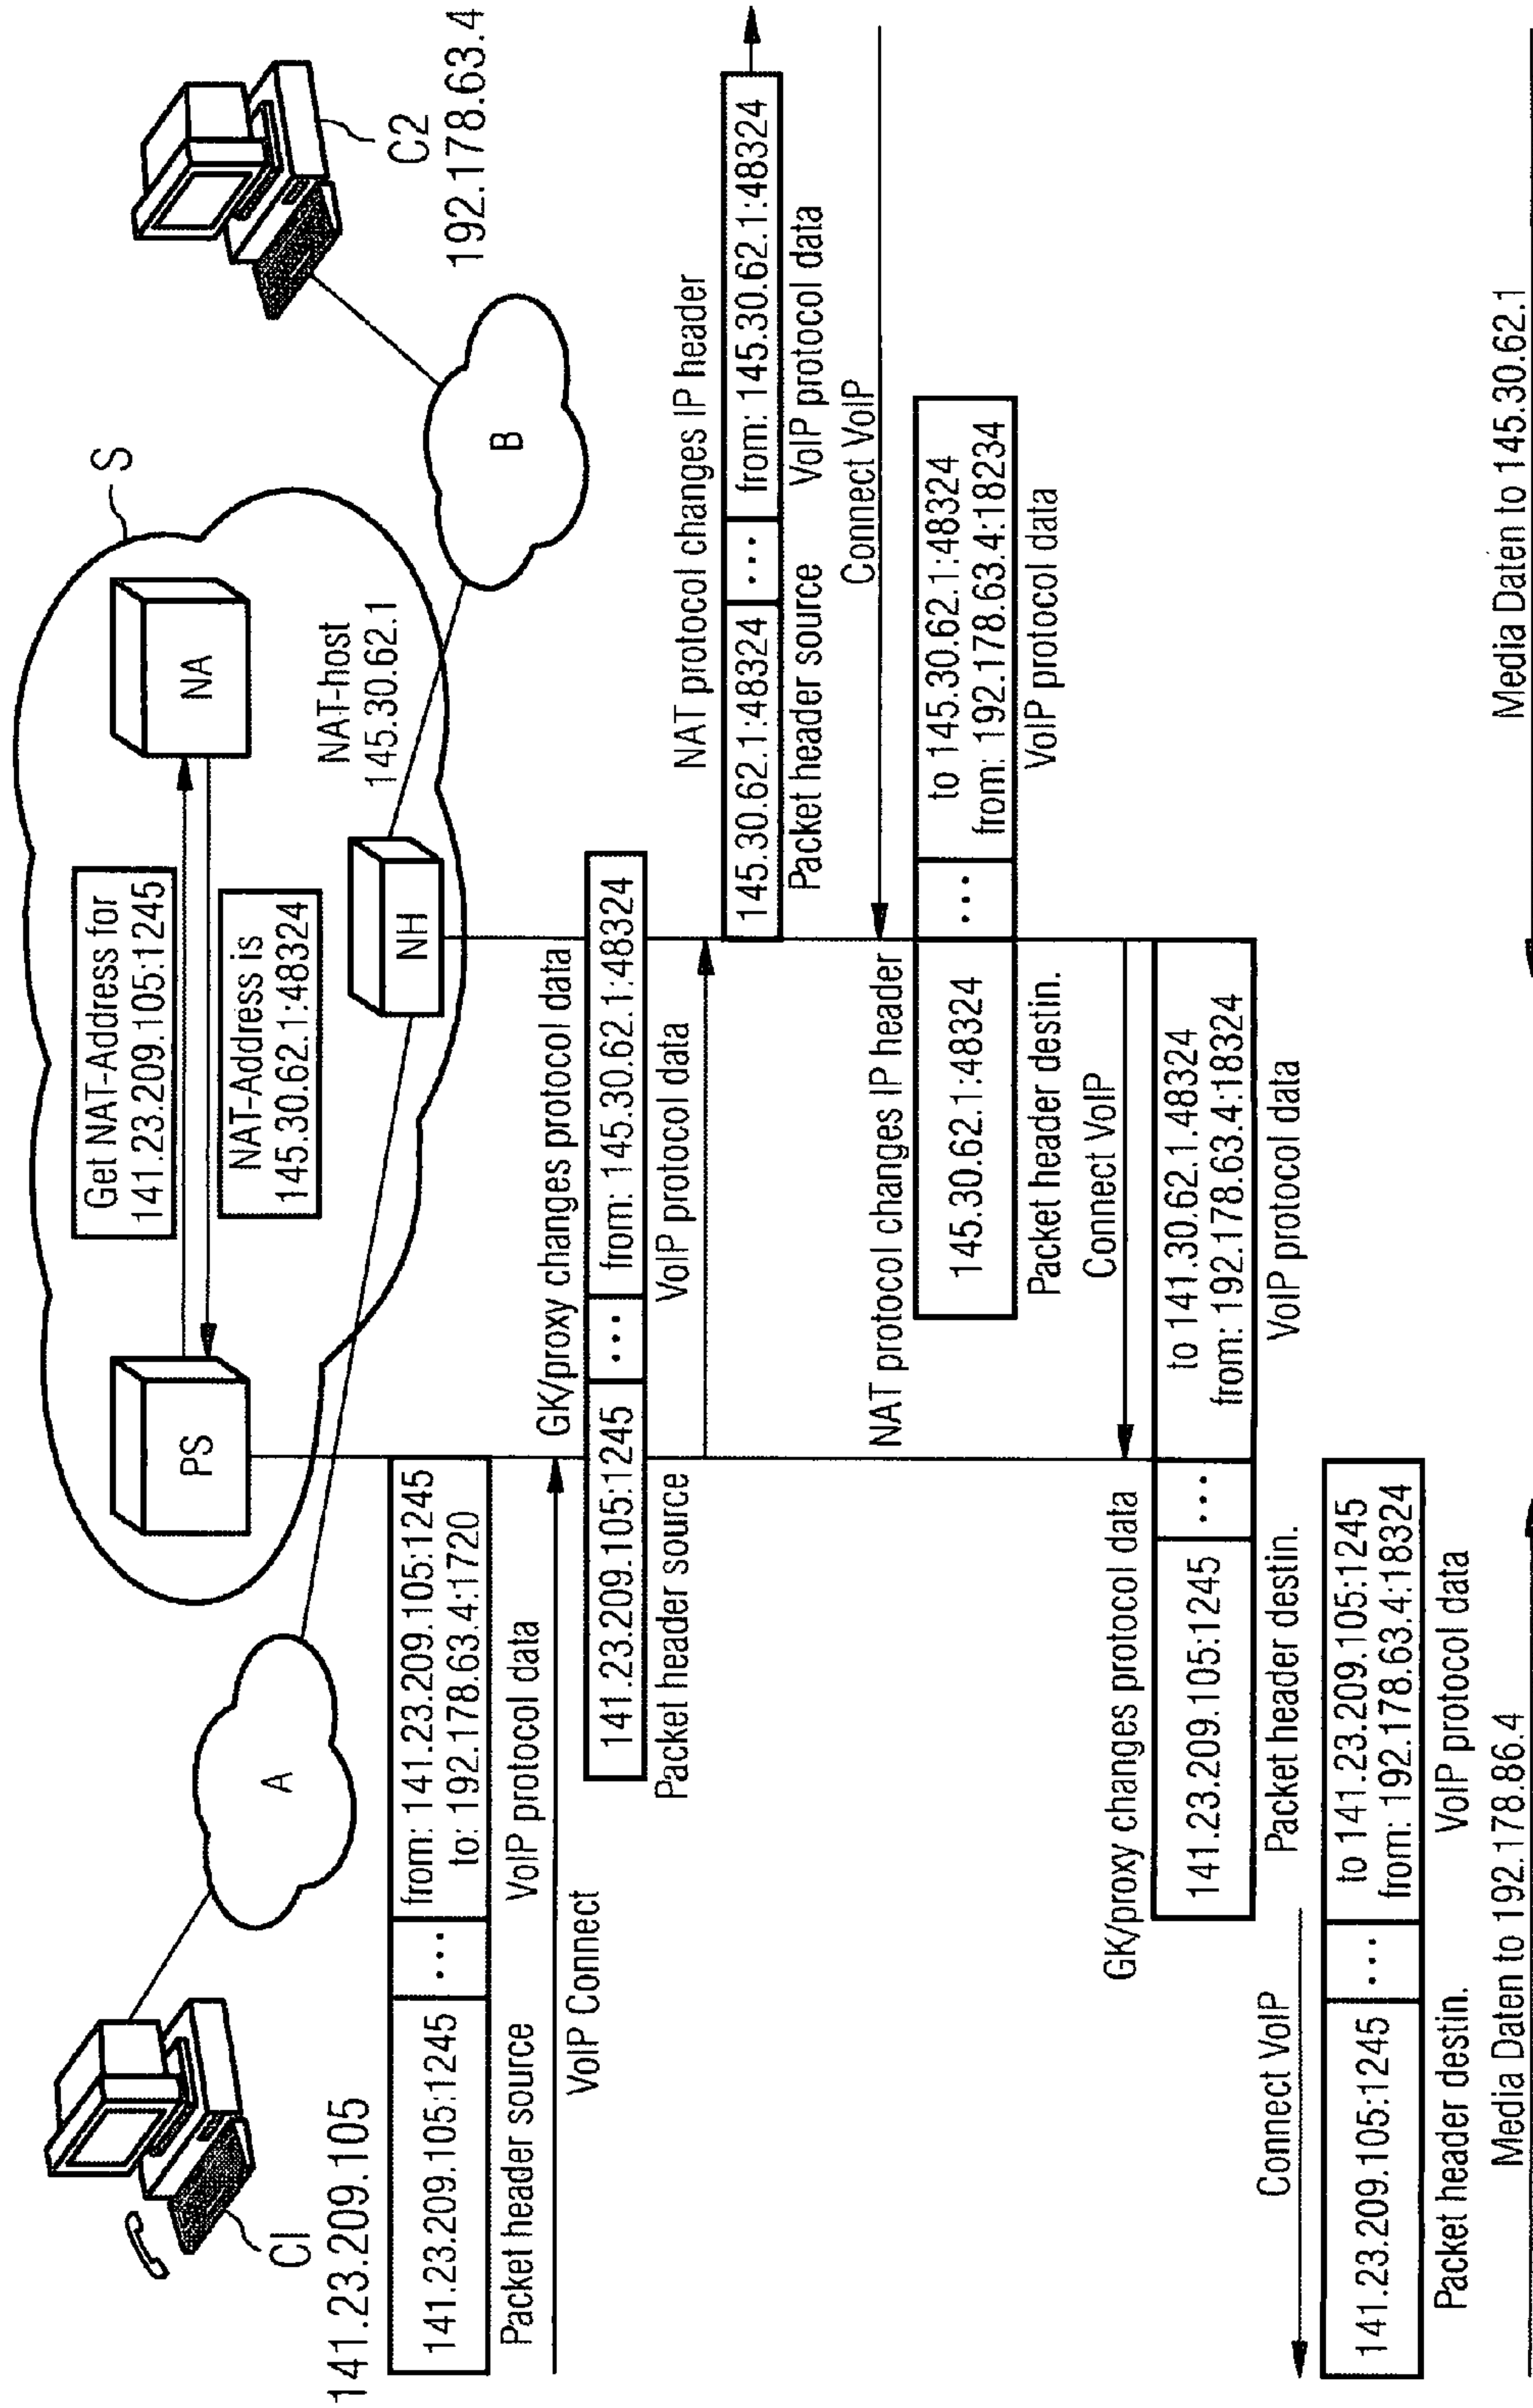 S
Get NAT-Address for
141.23.209.105:1245
NAT-Address is
145.30.62.1:48324
PS
NA
NH
NAT-host
145.30.62.1
A
B
CI
141.23.209.105
C2
192.178.63.4
141.23.209.105:1245
...
from: 141.23.209.105:1245
to: 192.178.63.4:1720
Packet header source
VoIP protocol data
VoIP Connect
GK/proxy changes protocol data
141.23.209.105:1245
...
from: 145.30.62.1:48324
Packet header source
VoIP protocol data
NAT protocol changes IP header
145.30.62.1:48324
...
from: 145.30.62.1:48324
Packet header source
VoIP protocol data
Connect VoIP
NAT protocol changes IP header
145.30.62.1:48324
...
to 145.30.62.1:48324
from: 192.178.63.4:18234
Packet header destin.
VoIP protocol data
Connect VoIP
GK/proxy changes protocol data
141.23.209.105:1245
...
to 141.30.62.1.48324
from: 192.178.63.4:18324
Packet header destin.
VoIP protocol data
Connect VoIP
141.23.209.105:1245
...
to 141.23.209.105:1245
from: 192.178.63.4:18324
Packet header destin.
VoIP protocol data
Media Daten to 192.178.86.4
Media Daten to 145.30.62.1